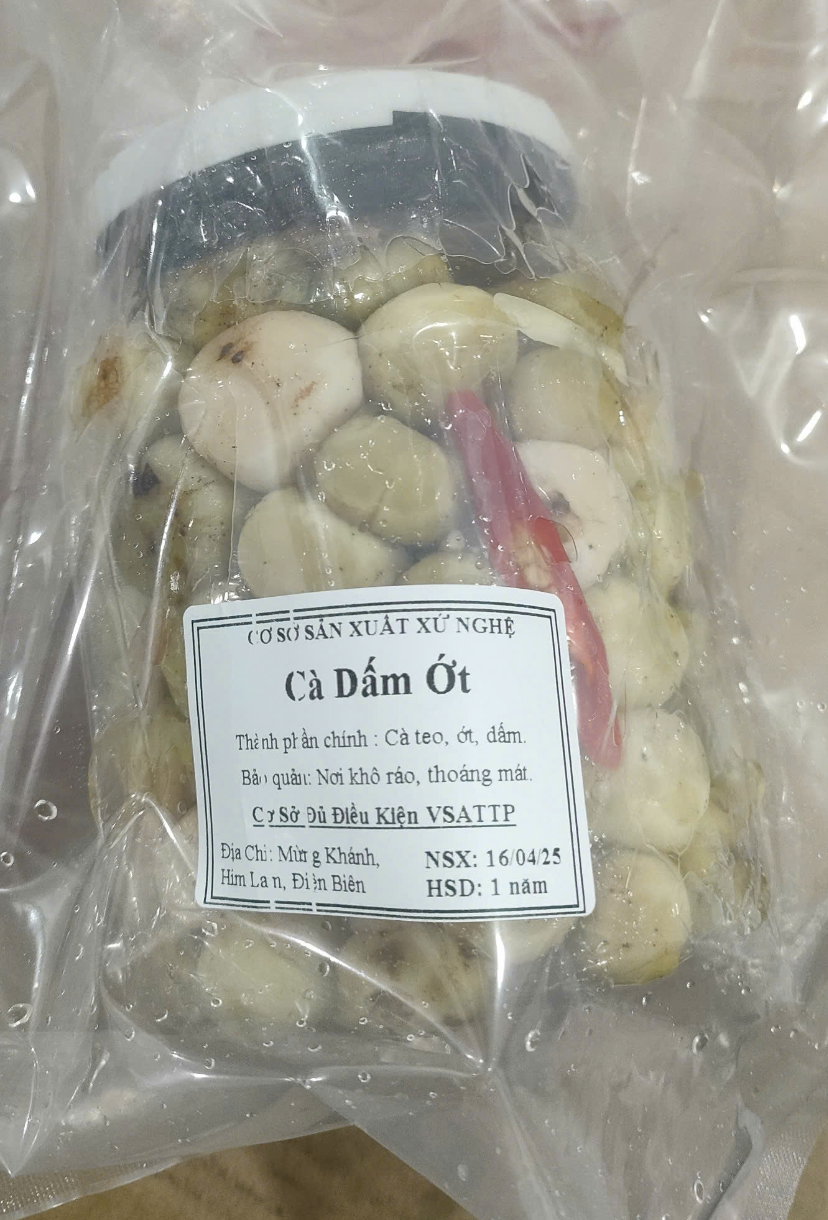 CƠ SỞ SẢN XUẤT XỨ NGHỆ
Cà Dấm Ớt
Thành phần chính : Cà teo, ớt, dấm.
Bảo quản: Nơi khô ráo, thoáng mát.
Cơ Sở Đủ Điều Kiện VSATTP
Địa Chỉ: Mường Khánh,
Him Lam, Điện Biên
NSX: 16/04/25
HSD: 1 năm